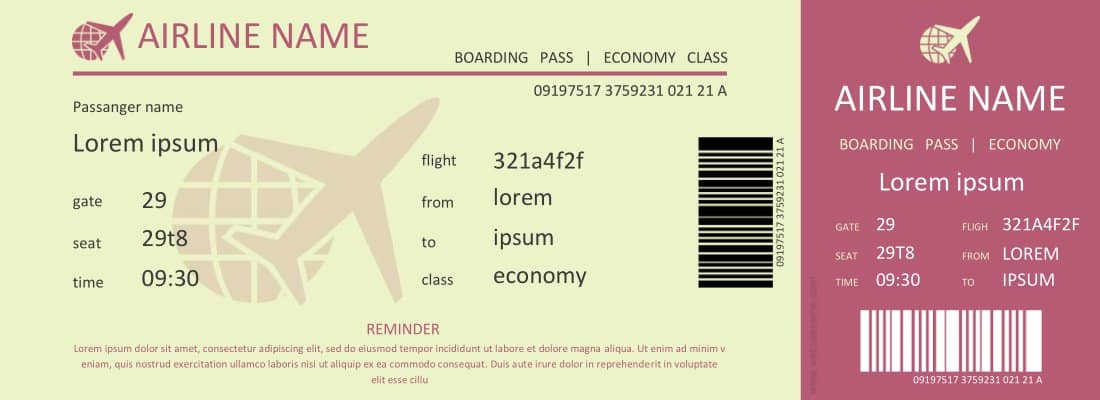 AIRLINE NAME
BOARDING PASS | ECONOMY CLASS
09197517 3759231 021 21 A
Passanger name
Lorem ipsum
gate 29
seat 29t8
time 09:30
flight 321a4f2f
from lorem
to ipsum
class economy
09197517 3759231 021 21 A
REMINDER
Lorem ipsum dolor sit amet, consectetur adipiscing elit, sed do eiusmod tempor incididunt ut labore et dolore magna aliqua. Ut enim ad minim v
eniam, quis nostrud exercitation ullamco laboris nisi ut aliquip ex ea commodo consequat. Duis aute irure dolor in reprehenderit in voluptate
elit esse cillu
AIRLINE NAME
BOARDING PASS | ECONOMY
Lorem ipsum
GATE 29 FLIGH 321A4F2F
SEAT 29T8 FROM LOREM
TIME 09:30 TO IPSUM
09197517 3759231 021 21 A